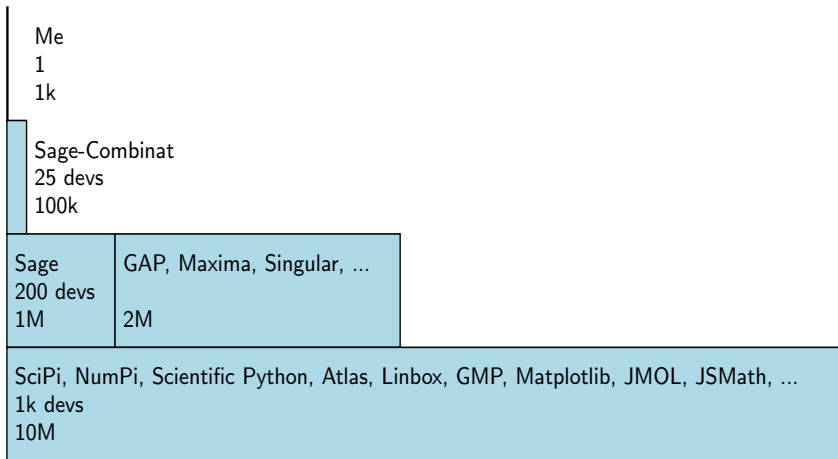 Me
1
1k
Sage-Combinat
25 devs
100k
Sage
200 devs
1M
GAP, Maxima, Singular, ...
2M
SciPi, NumPi, Scientific Python, Atlas, Linbox, GMP, Matplotlib, JMOL, JSMath, ...
1k devs
10M